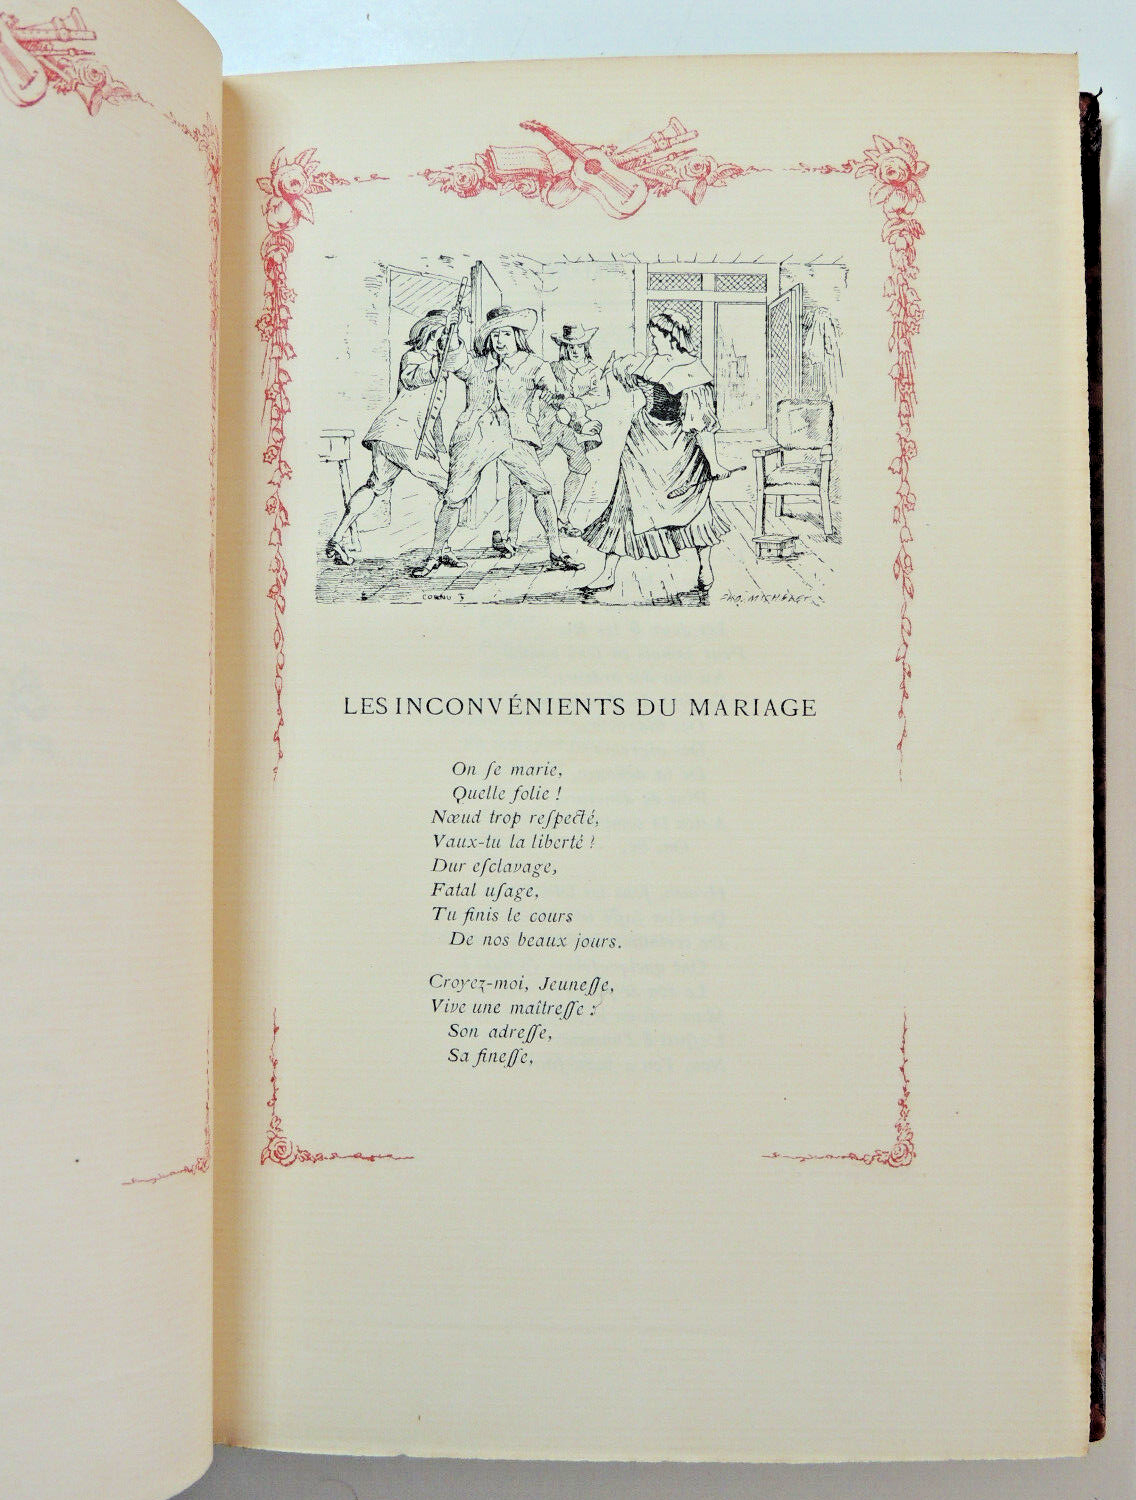 CORNU S
LES INCONVÉNIENTS DU MARIAGE
On ſe marie,
Quelle folie !
Nœud trop reſpecté,
Vaux-tu la liberté !
Dur eſclavage,
Fatal uſage,
Tu finis le cours
De nos beaux jours.
Croyez-moi, Jeuneſſe,
Vive une maîtreſſe :
Son adreſſe,
Sa fineſſe,